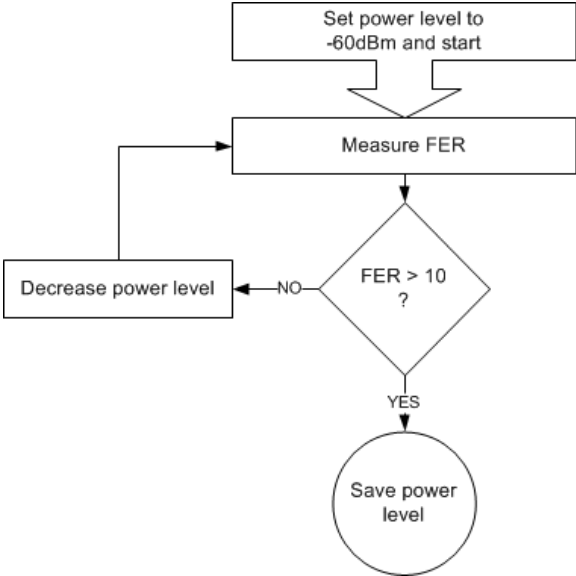 Set power level to
-60dBm and start
Measure FER
FER > 10
?
NO
Decrease power level
YES
Save power
level